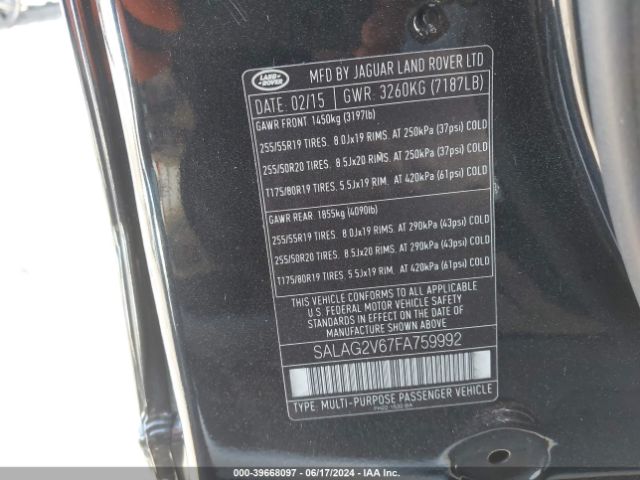 LAND ROVER
MFD BY JAGUAR LAND ROVER LTD
DATE: 02/15 GWR: 3260KG (7187LB)
GAWR FRONT 1450kg (3197lb)
255/55R19 TIRES. 8.0Jx19 RIMS. AT 250kPa (37psi) COLD
255/50R20 TIRES. 8.5Jx20 RIMS. AT 250kPa (37psi) COLD
T175/80R19 TIRES. 5.5Jx19 RIM. AT 420kPa (61psi) COLD
GAWR REAR 1855kg (4090lb)
255/55R19 TIRES. 8.0Jx19 RIMS. AT 290kPa (43psi) COLD
255/50R20 TIRES. 8.5Jx20 RIMS. AT 290kPa (43psi) COLD
T175/80R19 TIRES. 5.5Jx19 RIM. AT 420kPa (61psi) COLD
THIS VEHICLE CONFORMS TO ALL APPLICABLE
U.S. FEDERAL MOTOR VEHICLE SAFETY
STANDARDS IN EFFECT ON THE DATE OF
MANUFACTURE SHOWN ABOVE.
SALAG2V67FA759992
TYPE: MULTI-PURPOSE PASSENGER VEHICLE
000-39668097 - 06/17/2024 - IAA Inc.